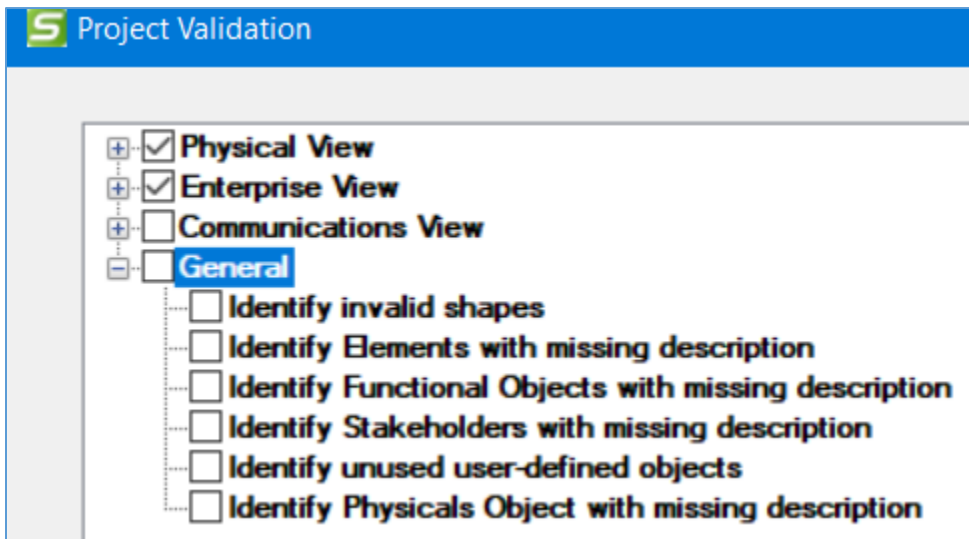 S Project Validation
Physical View
Enterprise View
Communications View
General
Identify invalid shapes
Identify Elements with missing description
Identify Functional Objects with missing description
Identify Stakeholders with missing description
Identify unused user-defined objects
Identify Physicals Object with missing description